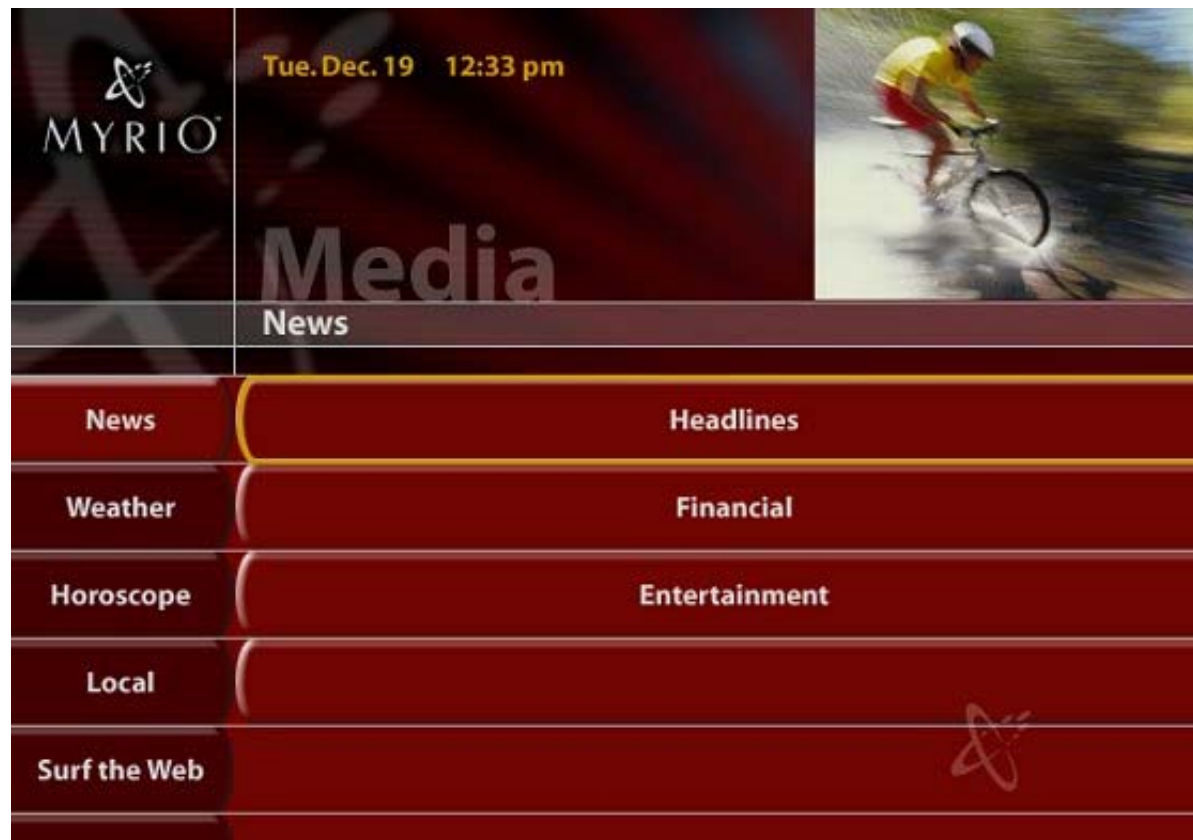 MYRIO
Tue. Dec. 19 12:33 pm
Media
News
News
Headlines
Weather
Financial
Horoscope
Entertainment
Local
Surf the Web